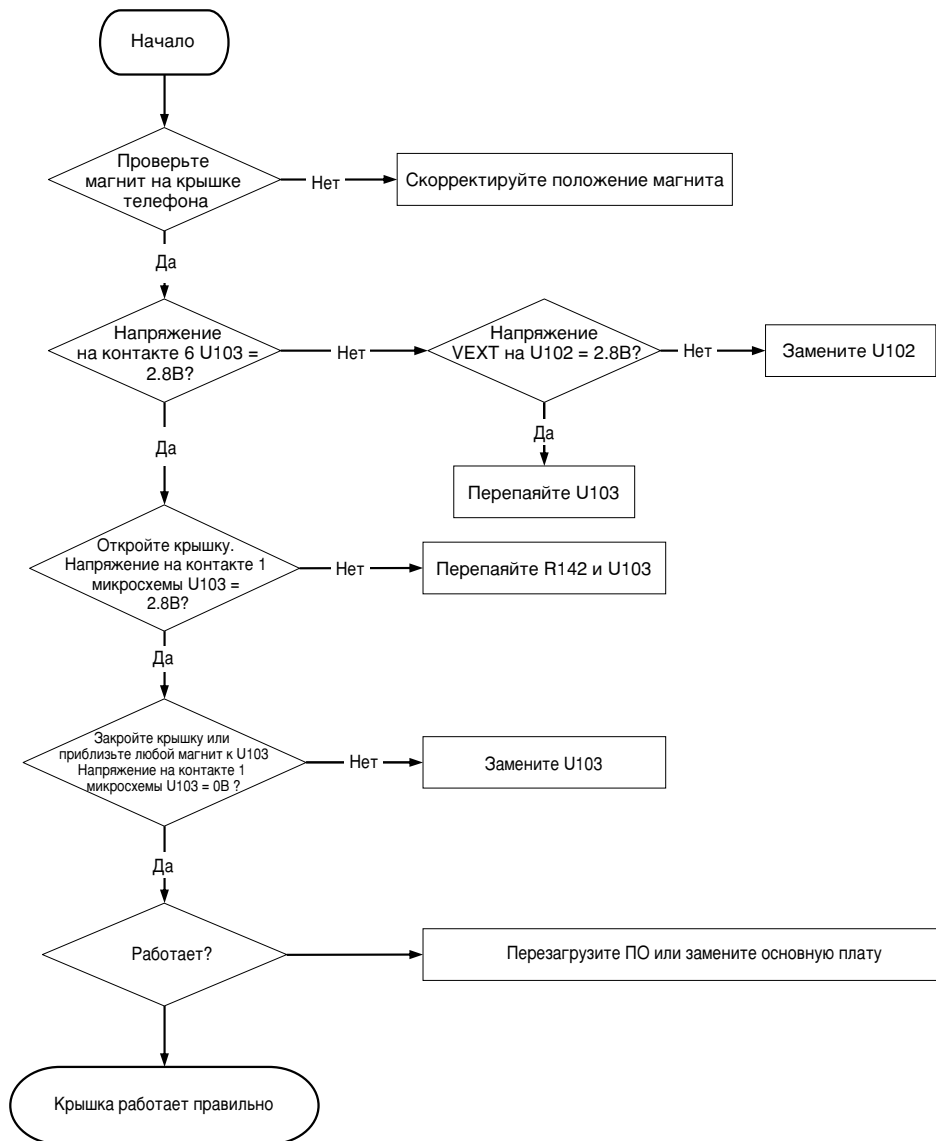 Начало
Проверьте
магнит на крышке
телефона
Нет
Скорректируйте положение магнита
Да
Напряжение
на контакте 6 U103 =
2.8В?
Нет
Напряжение
VEXT на U102 = 2.8В?
Нет
Замените U102
Да
Перепаяйте U103
Да
Откройте крышку.
Напряжение на контакте 1
микросхемы U103 =
2.8В?
Нет
Перепаяйте R142 и U103
Да
Закройте крышку или
приблизьте любой магнит к U103
Напряжение на контакте 1
микросхемы U103 = 0В ?
Нет
Замените U103
Да
Работает?
Перезагрузите ПО или замените основную плату
Крышка работает правильно